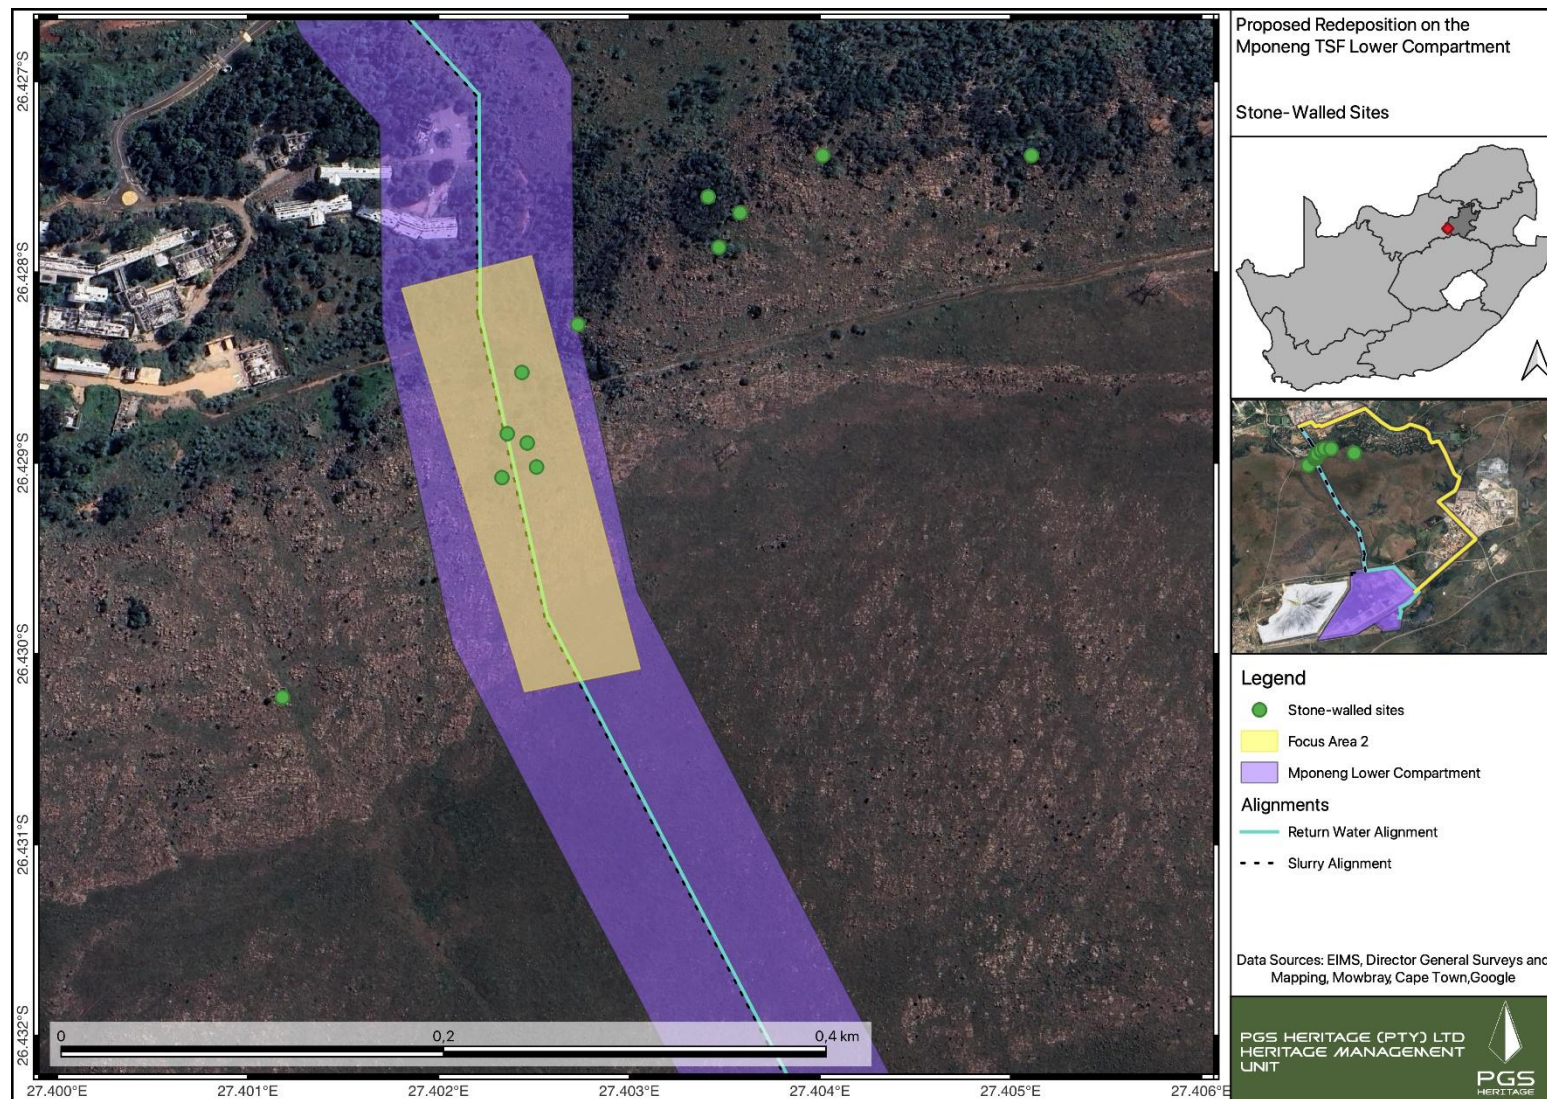 Proposed Redeposition on the
Mponeng TSF Lower Compartment
Stone-Walled Sites
26.427°S
26.428°S
26.429°S
26.430°S
26.431°S
26.432°S
0
0,2
0,4 km
27.400°E
27.401°E
27.402°E
27.403°E
27.404°E
27.405°E
27.406°E
Legend
Stone-walled sites
Focus Area 2
Mponeng Lower Compartment
Alignments
Return Water Alignment
Slurry Alignment
Data Sources: EIMS, Director General Surveys and
Mapping, Mowbray, Cape Town,Google
PGS HERITAGE (PTY) LTD
HERITAGE MANAGEMENT
UNIT
PGS
HERITAGE